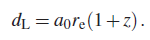 d_L = a_0 r_e (1 + z).